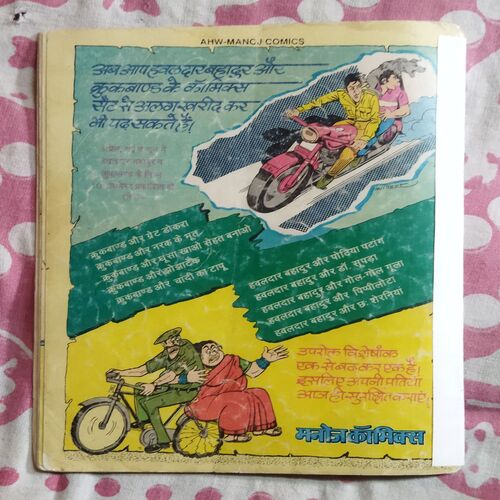 AHW-MANOJ COMICS
अब आप हवलदार बहादुर और
क्रुकबाण्ड के कॉमिक्स
सैट से अलग खरीद कर
भी पढ़ सकते हैं।
क्रुकबाण्ड और ग्रेट ढोकरा
क्रुकबाण्ड और नरक के भूत
क्रुकबाण्ड और घूंसा खाओ सेहत बनाओ
क्रुकबाण्ड और
क्रुकबाण्ड और चांदी का टापू
हवलदार बहादुर और पोदिया पटांग
हवलदार बहादुर और डा. सुपड़ा
हवलदार बहादुर और गोल गोल गुला
हवलदार बहादुर और पिप्पीलोटा
हवलदार बहादुर और छः शेरनियां
उपरोक्त विशेषांक
एक से बढ़कर एक हैं।
इसलिए अपनी प्रतियां
आज ही सुरक्षित कराएं।
मनोज कॉमिक्स